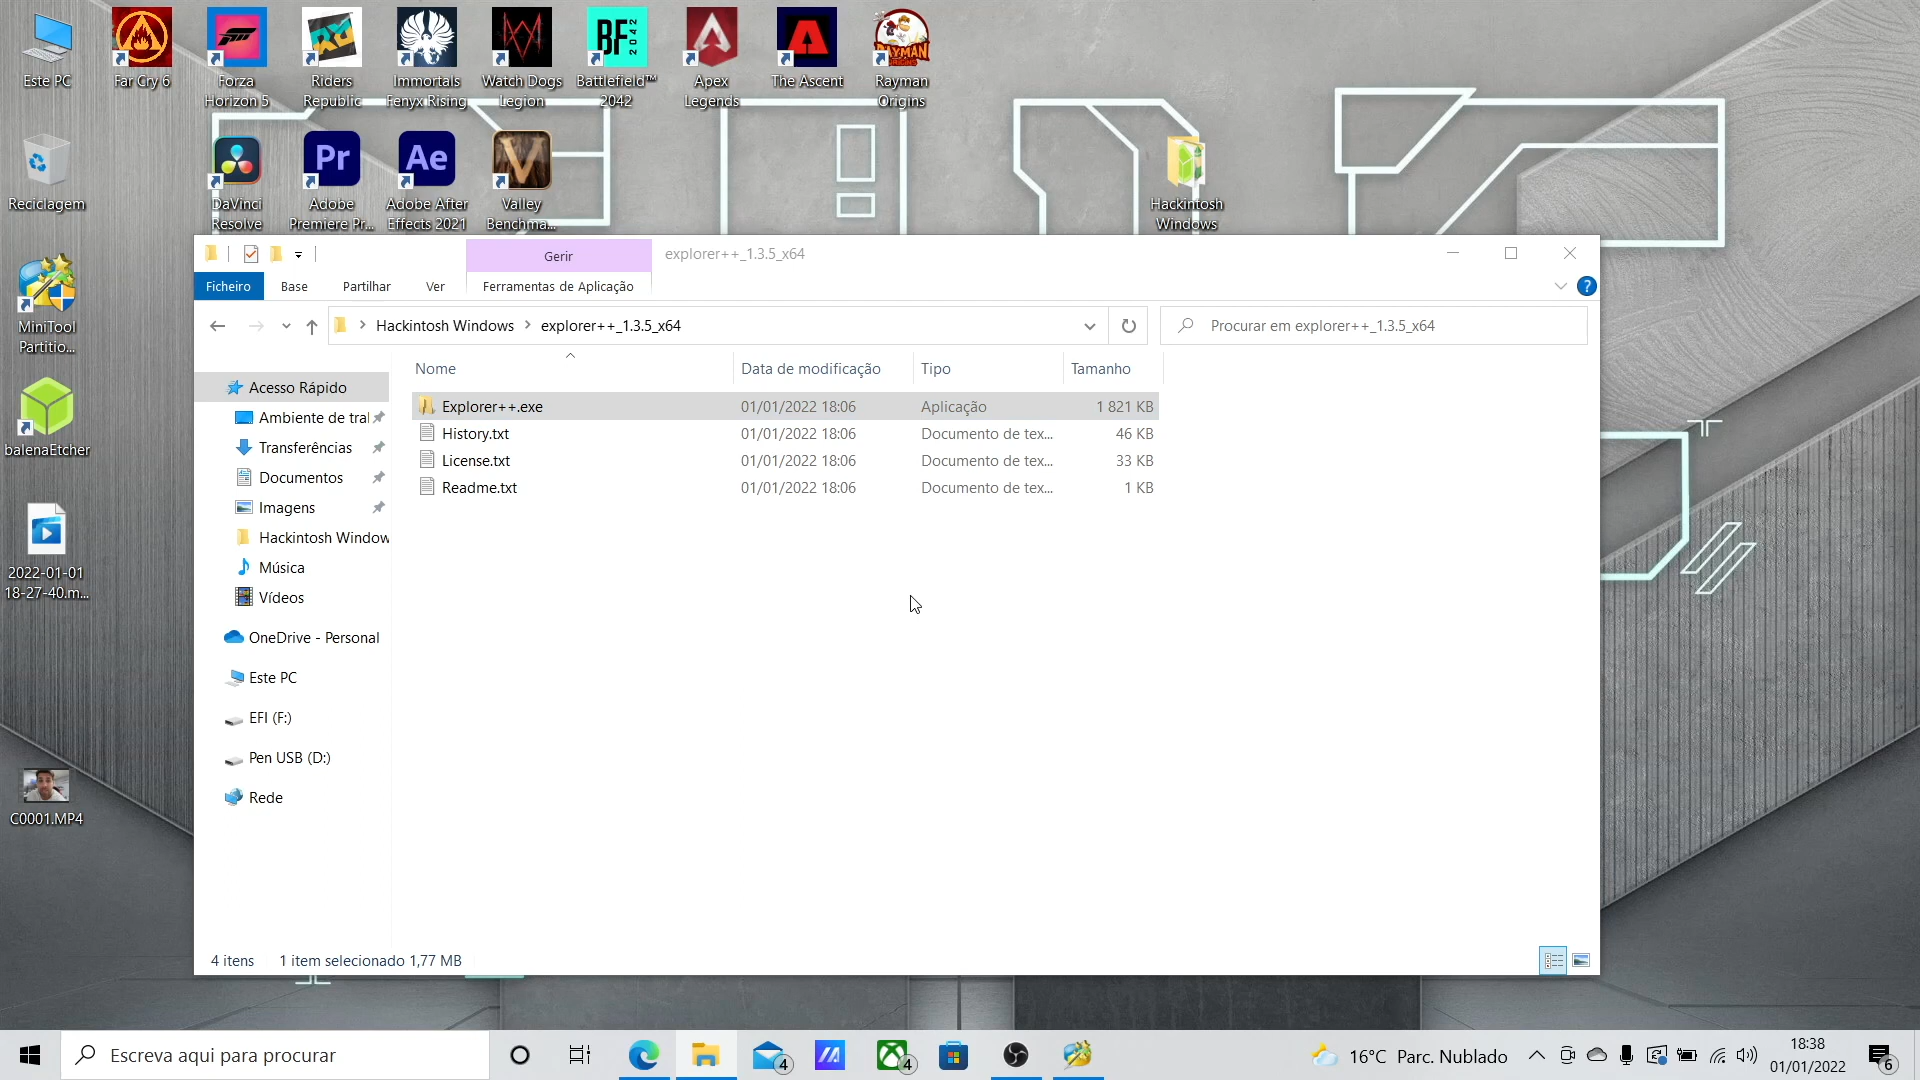 Este PC
Far Cry 6
Forza
Horizon 5
Riders
Republic
Immortals
Fenyx Rising
Watch Dogs
Legion
Battlefield™
2042
Apex
Legends
The Ascent
Rayman
Origins
BF
2042
RAYMAN
Reciclagem
DaVinci
Resolve
Pr
Adobe
Premiere Pr...
Ae
Adobe After
Effects 2021
Valley
Benchma...
Hackintosh
Windows
MiniTool
Partitio...
balenaEtcher
2022-01-01
18-27-40.m...
C0001.MP4
Gerir
explorer++_1.3.5_x64
Ficheiro
Base
Partilhar
Ver
Ferramentas de Aplicação
Hackintosh Windows
explorer++_1.3.5_x64
Procurar em explorer++_1.3.5_x64
Nome
Data de modificação
Tipo
Tamanho
Explorer++.exe 01/01/2022 18:06 Aplicação 1 821 KB
History.txt 01/01/2022 18:06 Documento de tex... 46 KB
License.txt 01/01/2022 18:06 Documento de tex... 33 KB
Readme.txt 01/01/2022 18:06 Documento de tex... 1 KB
Acesso Rápido
Ambiente de tral
Transferências
Documentos
Imagens
Hackintosh Window
Música
Vídeos
OneDrive - Personal
Este PC
EFI (F:)
Pen USB (D:)
Rede
4 itens
1 item selecionado 1,77 MB
Escreva aqui para procurar
4
4
16°C Parc. Nublado
18:38
01/01/2022
6